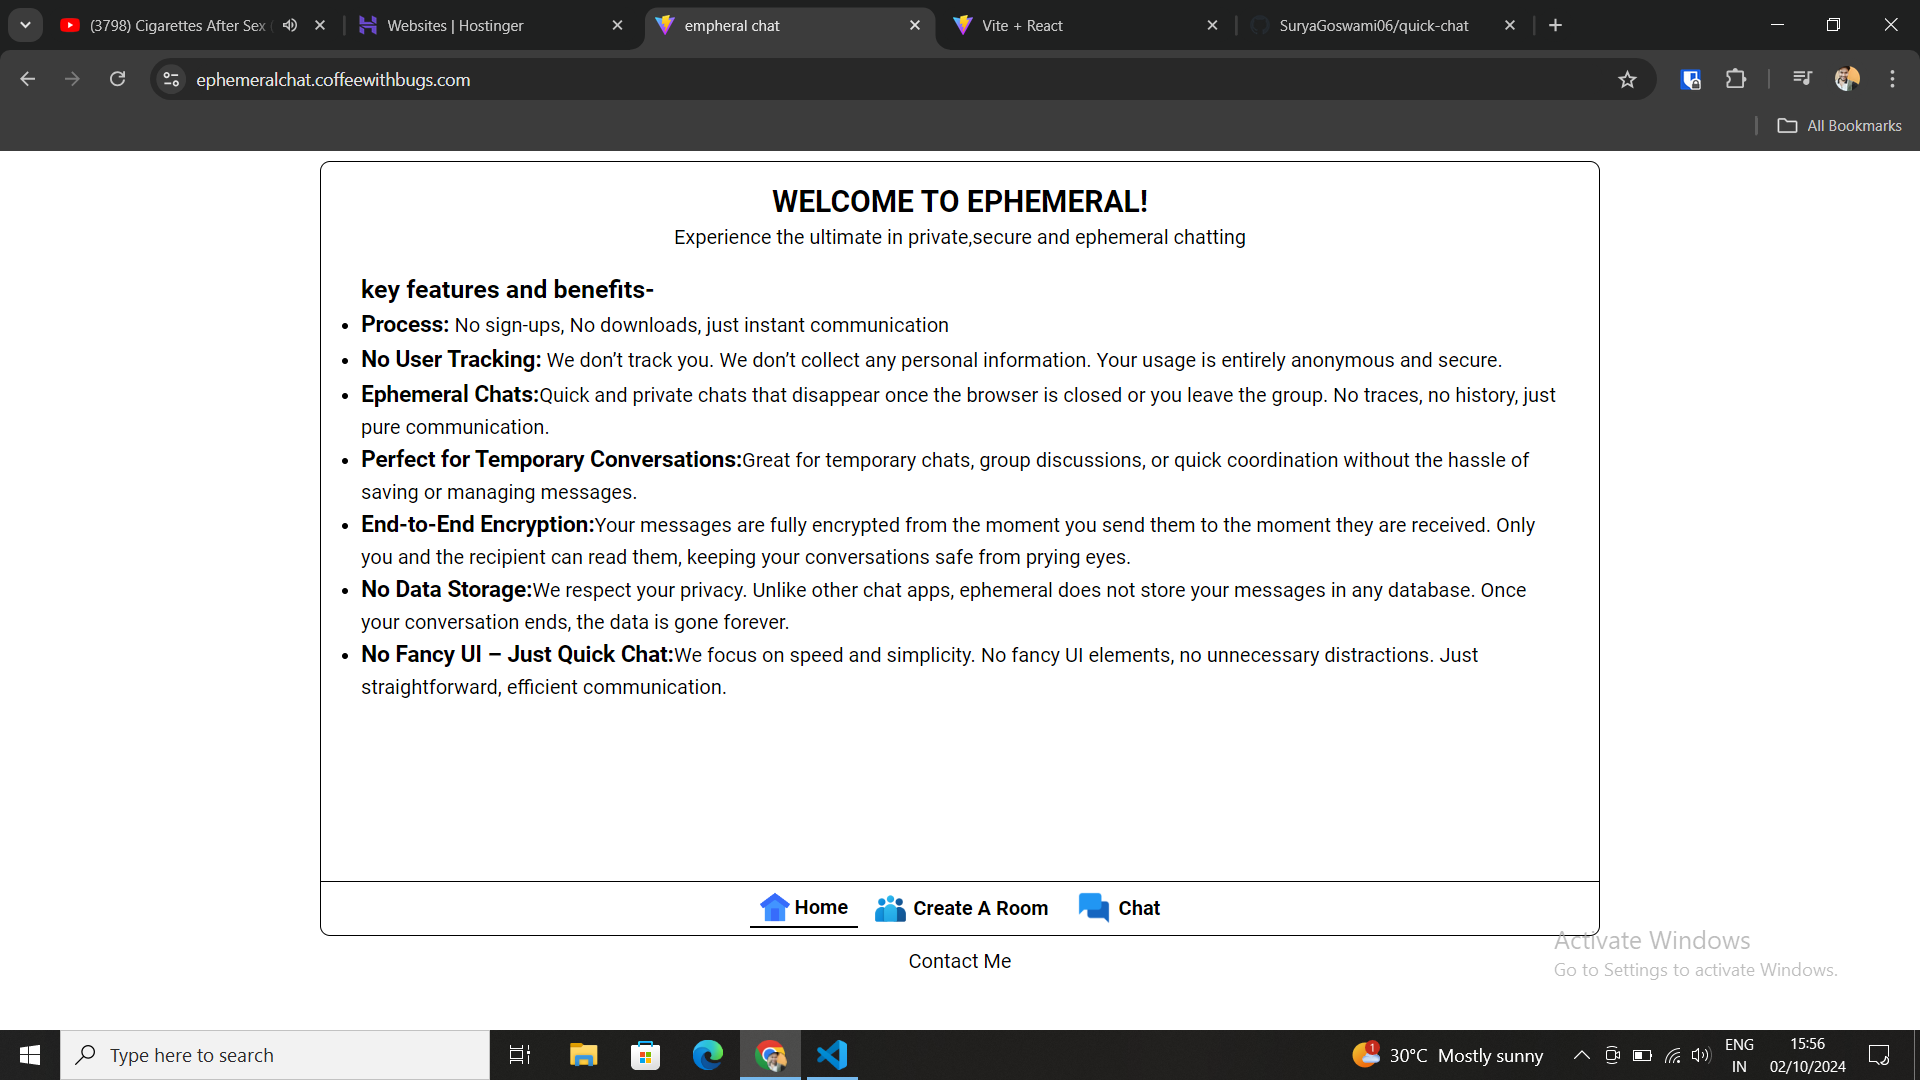 (3798) Cigarettes After Sex
Websites | Hostinger
empheral chat
Vite + React
SuryaGoswami06/quick-chat
ephemeralchat.coffeewithbugs.com
All Bookmarks
WELCOME TO EPHEMERAL!
Experience the ultimate in private,secure and ephemeral chatting
key features and benefits-
• Process: No sign-ups, No downloads, just instant communication
• No User Tracking: We don’t track you. We don’t collect any personal information. Your usage is entirely anonymous and secure.
• Ephemeral Chats:Quick and private chats that disappear once the browser is closed or you leave the group. No traces, no history, just
pure communication.
• Perfect for Temporary Conversations:Great for temporary chats, group discussions, or quick coordination without the hassle of
saving or managing messages.
• End-to-End Encryption:Your messages are fully encrypted from the moment you send them to the moment they are received. Only
you and the recipient can read them, keeping your conversations safe from prying eyes.
• No Data Storage:We respect your privacy. Unlike other chat apps, ephemeral does not store your messages in any database. Once
your conversation ends, the data is gone forever.
• No Fancy UI – Just Quick Chat:We focus on speed and simplicity. No fancy UI elements, no unnecessary distractions. Just
straightforward, efficient communication.
Home
Create A Room
Chat
Contact Me
Activate Windows
Go to Settings to activate Windows.
Type here to search
1
30°C Mostly sunny
ENG
IN
15:56
02/10/2024